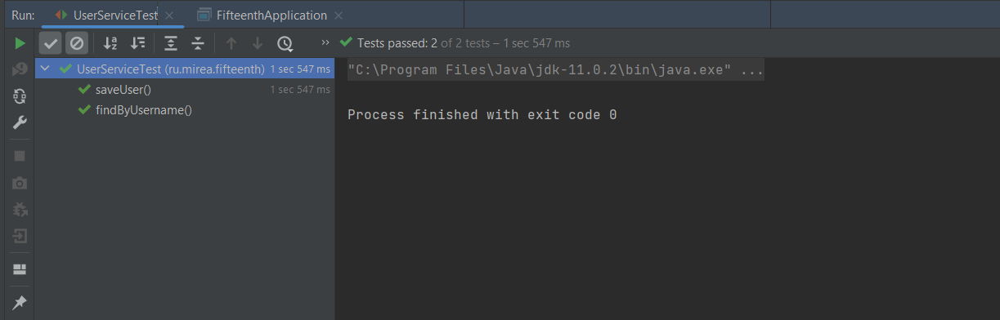 Run: UserServiceTest FifteenthApplication
Tests passed: 2 of 2 tests – 1 sec 547 ms
UserServiceTest (ru.mirea.fifteenth) 1 sec 547 ms
saveUser() 1 sec 547 ms
findByUsername()
"C:\Program Files\Java\jdk-11.0.2\bin\java.exe" ...
Process finished with exit code 0